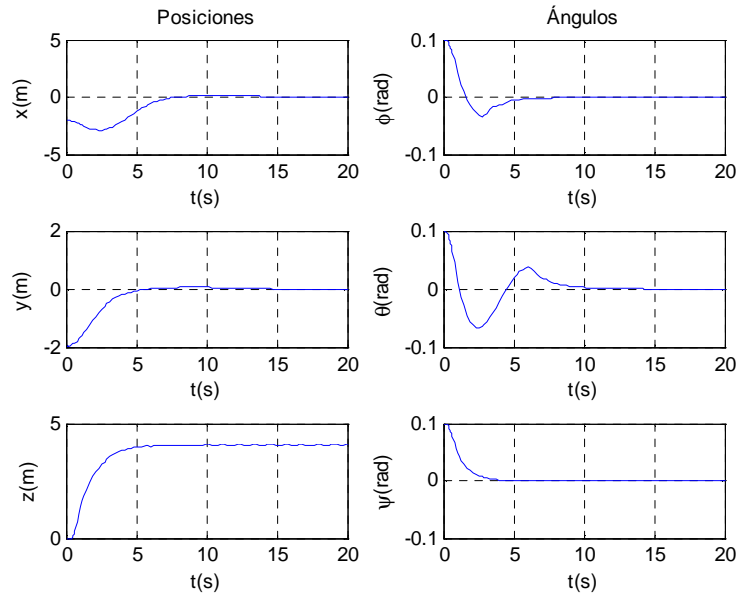 Posiciones
5
0
-5
x(m)
0 5 10 15 20
t(s)
Ángulos
0.1
0
-0.1
ϕ(rad)
0 5 10 15 20
t(s)
2
0
-2
y(m)
0 5 10 15 20
t(s)
0.1
0
-0.1
θ(rad)
0 5 10 15 20
t(s)
5
0
z(m)
0 5 10 15 20
t(s)
0.1
0
-0.1
ψ(rad)
0 5 10 15 20
t(s)